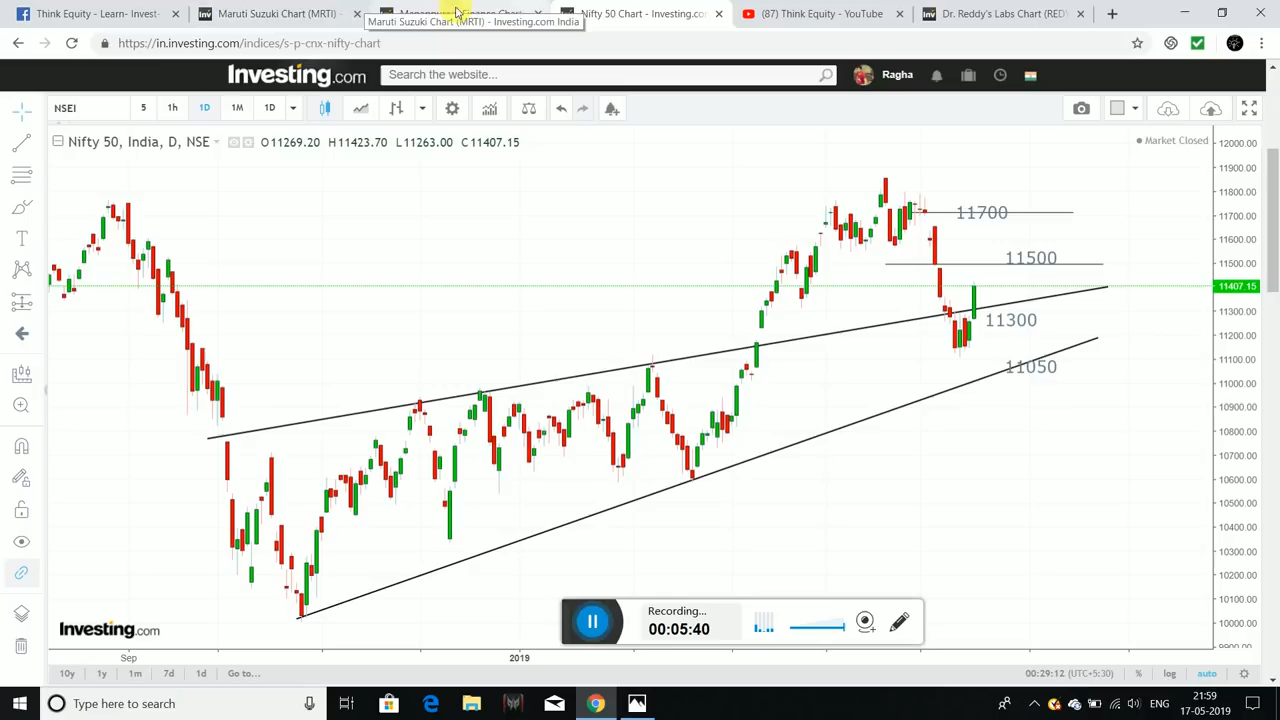 Think Equity - Learn- Invest-
Maruti Suzuki Chart (MRTI) -
Manappuram Finance Chart
Nifty 50 Chart - Investing.com
(87) Think Equity - YouTube
Dr. Reddy's Labs Chart (REDY
Maruti Suzuki Chart (MRTI) - Investing.com India
https://in.investing.com/indices/s-p-cnx-nifty-chart
Investing.com
Search the website...
Ragha
NSEI 5 1h 1D 1M 1D
Nifty 50, India, D, NSE O11269.20 H11423.70 L11263.00 C11407.15
Market Closed
12000.00
11900.00
11800.00
11700.00
11600.00
11500.00
11407.15
11300.00
11200.00
11100.00
11000.00
10900.00
10800.00
10700.00
10600.00
10500.00
10400.00
10300.00
10200.00
10100.00
10000.00
9900.00
11700
11500
11300
11050
Recording...
00:05:40
Investing.com
Sep 2019
10y 1y 1m 7d 1d Go to... 00:29:12 (UTC+5:30) % log auto
Type here to search
ENG
21:59
17-05-2019